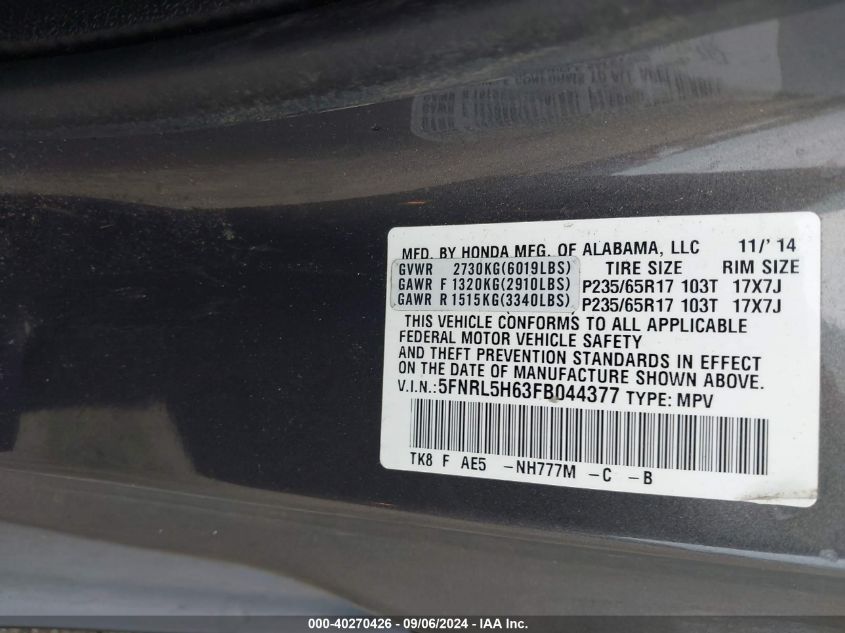 MFD. BY HONDA MFG. OF ALABAMA, LLC 11/' 14
GVWR 2730KG(6019LBS) TIRE SIZE RIM SIZE
GAWR F 1320KG(2910LBS) P235/65R17 103T 17X7J
GAWR R 1515KG(3340LBS) P235/65R17 103T 17X7J
THIS VEHICLE CONFORMS TO ALL APPLICABLE
FEDERAL MOTOR VEHICLE SAFETY
AND THEFT PREVENTION STANDARDS IN EFFECT
ON THE DATE OF MANUFACTURE SHOWN ABOVE.
V.I.N.:5FNRL5H63FB044377 TYPE: MPV
TK8 F AE5 -NH777M -C -B
000-40270426 - 09/06/2024 - IAA Inc.